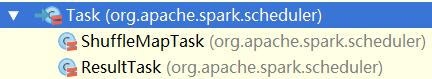 Task (org.apache.spark.scheduler)
ShuffleMapTask (org.apache.spark.scheduler)
ResultTask (org.apache.spark.scheduler)